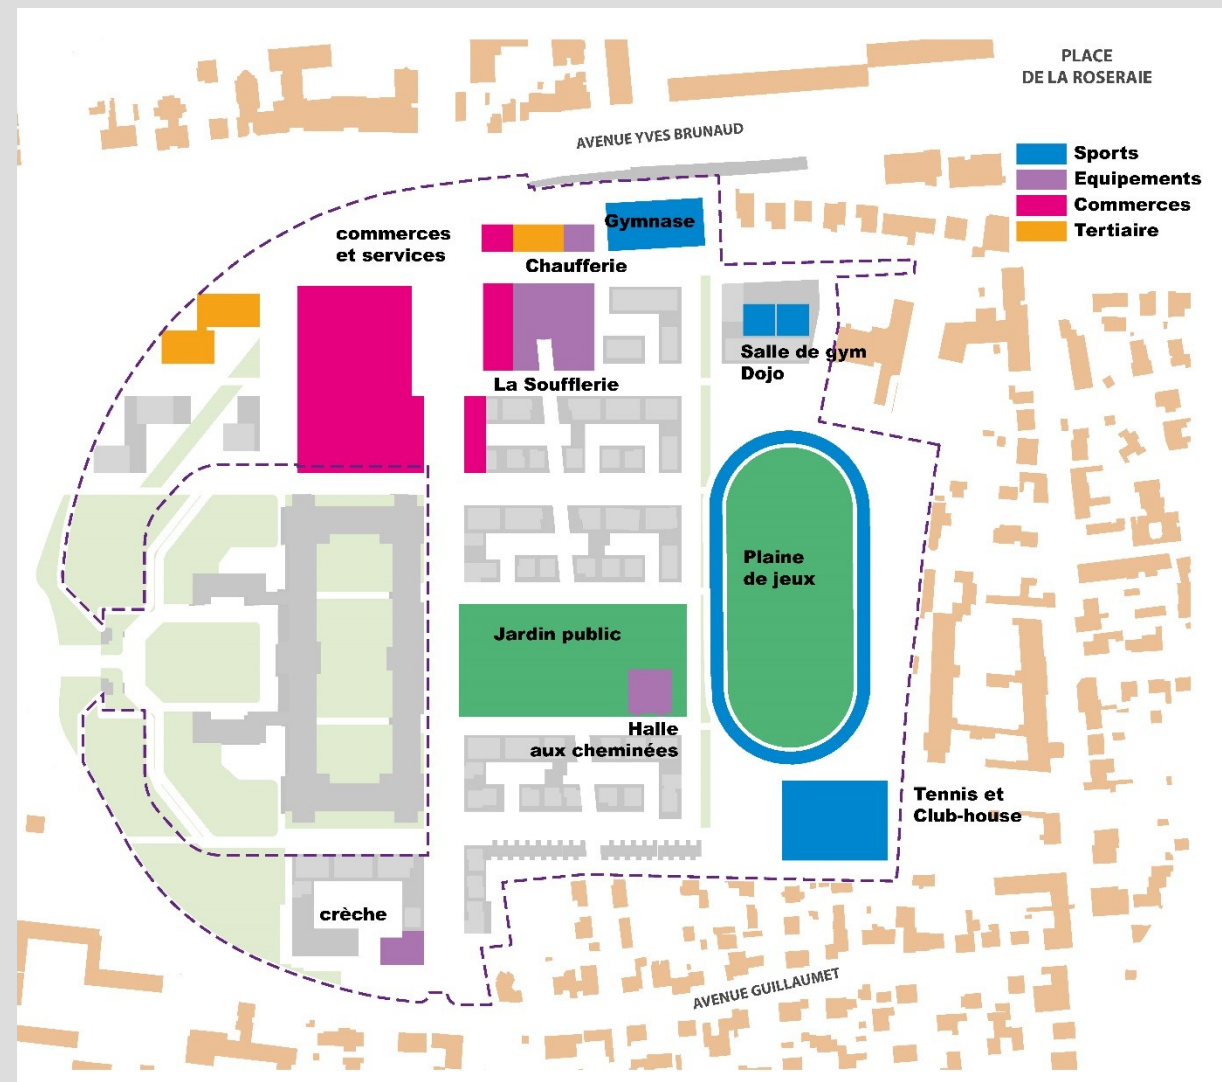 PLACE
DE LA ROSERAIE
AVENUE YVES BRUNAUD
Sports
Equipements
Commerces
Tertiaire
Gymnase
commerces
et services
Chaufferie
Salle de gym
Dojo
La Soufflerie
Plaine
de jeux
Jardin public
Halle
aux cheminées
Tennis et
Club-house
crèche
AVENUE GUILLAUMET